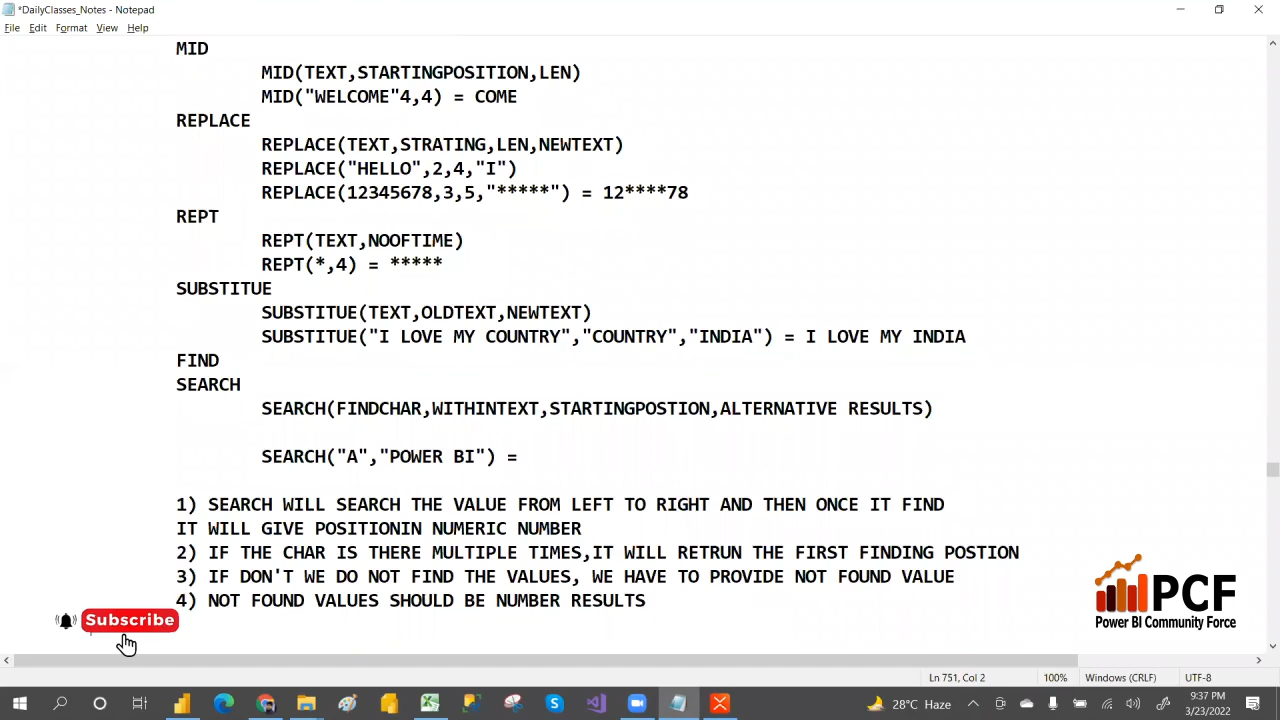 *DailyClasses_Notes - Notepad
File Edit Format View Help
MID
MID(TEXT,STARTINGPOSITION,LEN)
MID("WELCOME"4,4) = COME
REPLACE
REPLACE(TEXT,STRATING,LEN,NEWTEXT)
REPLACE("HELLO",2,4,"I")
REPLACE(12345678,3,5,"*****") = 12****78
REPT
REPT(TEXT,NOOFTIME)
REPT(*,4) = *****
SUBSTITUE
SUBSTITUE(TEXT,OLDTEXT,NEWTEXT)
SUBSTITUE("I LOVE MY COUNTRY","COUNTRY","INDIA") = I LOVE MY INDIA
FIND
SEARCH
SEARCH(FINDCHAR,WITHINTEXT,STARTINGPOSTION,ALTERNATIVE RESULTS)
SEARCH("A","POWER BI") =
1) SEARCH WILL SEARCH THE VALUE FROM LEFT TO RIGHT AND THEN ONCE IT FIND
IT WILL GIVE POSITIONIN NUMERIC NUMBER
2) IF THE CHAR IS THERE MULTIPLE TIMES,IT WILL RETRUN THE FIRST FINDING POSTION
3) IF DON'T WE DO NOT FIND THE VALUES, WE HAVE TO PROVIDE NOT FOUND VALUE
4) NOT FOUND VALUES SHOULD BE NUMBER RESULTS
Subscribe
PCF
Power BI Community Force
Ln 751, Col 2 100% Windows (CRLF) UTF-8
28°C Haze
9:37 PM
3/23/2022